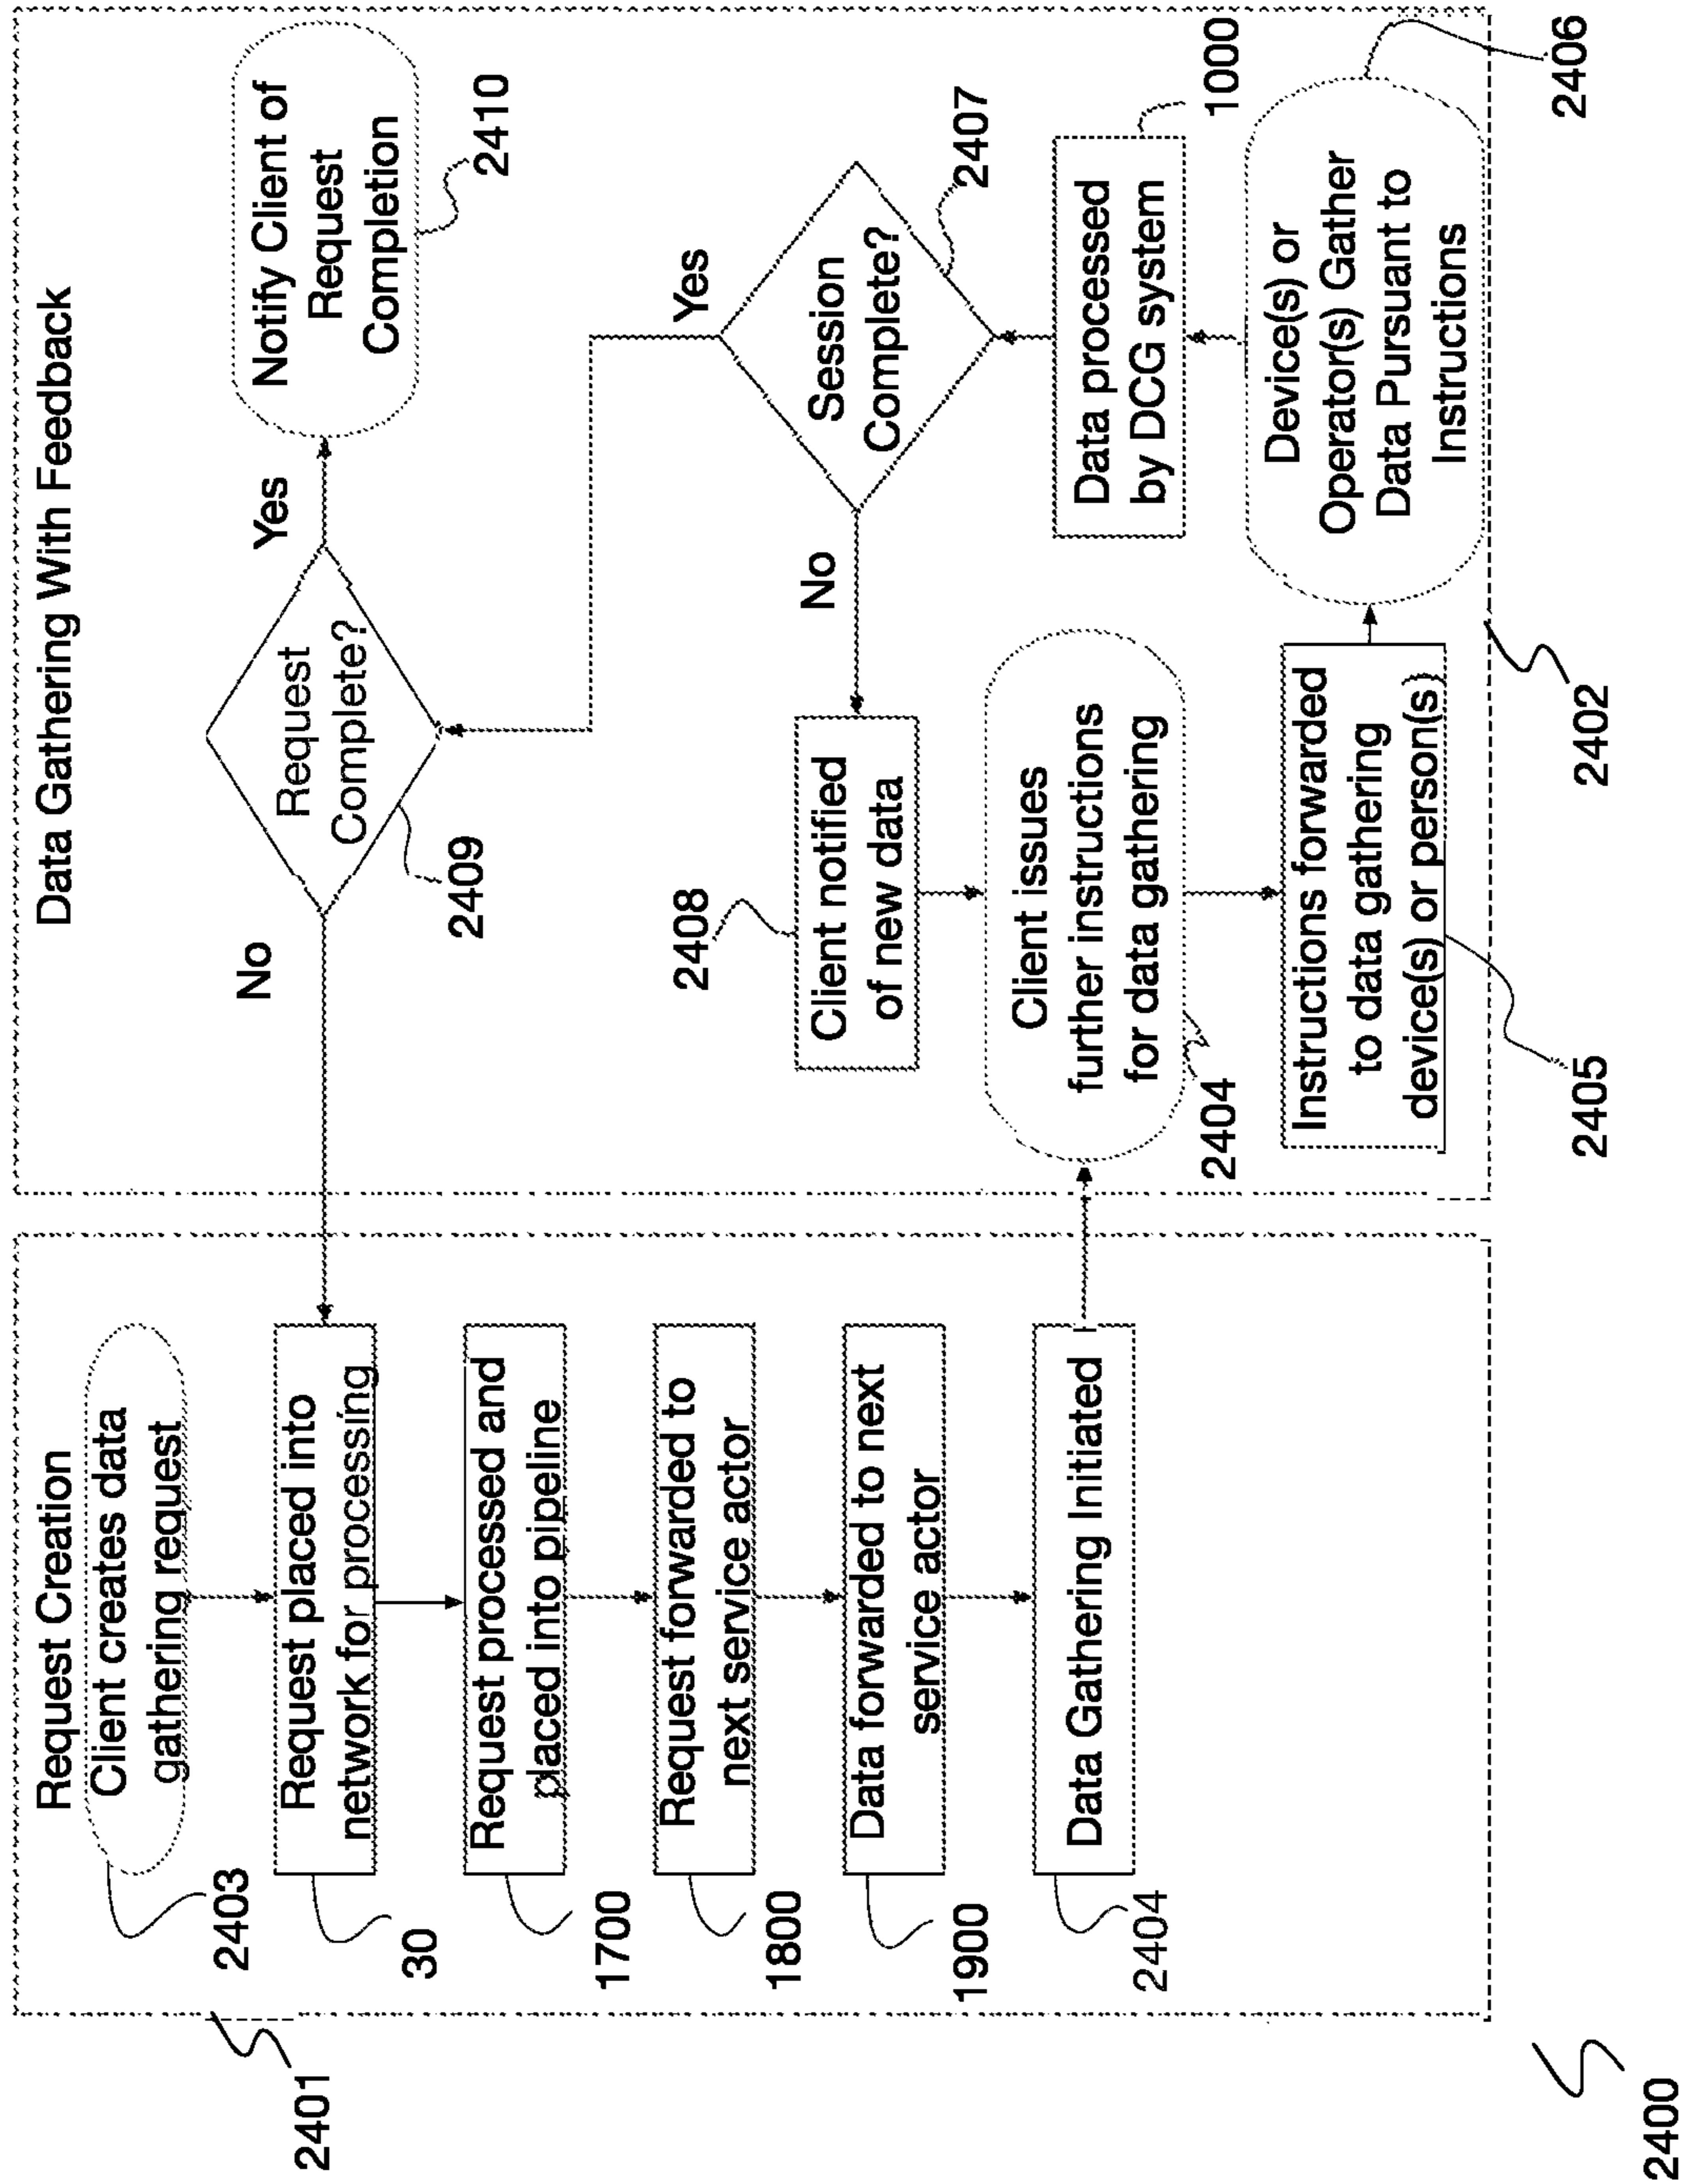 Request Creation
Client creates data
gathering request
2403
Request placed into
network for processing
30
Request processed and
placed into pipeline
1700
Request forwarded to
next service actor
1800
Data forwarded to next
service actor
1900
Data Gathering Initiated
2404
2401
Data Gathering With Feedback
No
Request
Complete?
2409
Yes
Notify Client of
Request
Completion
2410
Client notified
of new data
2408
No
Session
Complete?
Yes
2407
Client issues
further instructions
for data gathering
2404
Data processed
by DCG system
1000
Instructions forwarded
to data gathering
device(s) or person(s)
2405
Device(s) or
Operator(s) Gather
Data Pursuant to
Instructions
2406
2402
2400